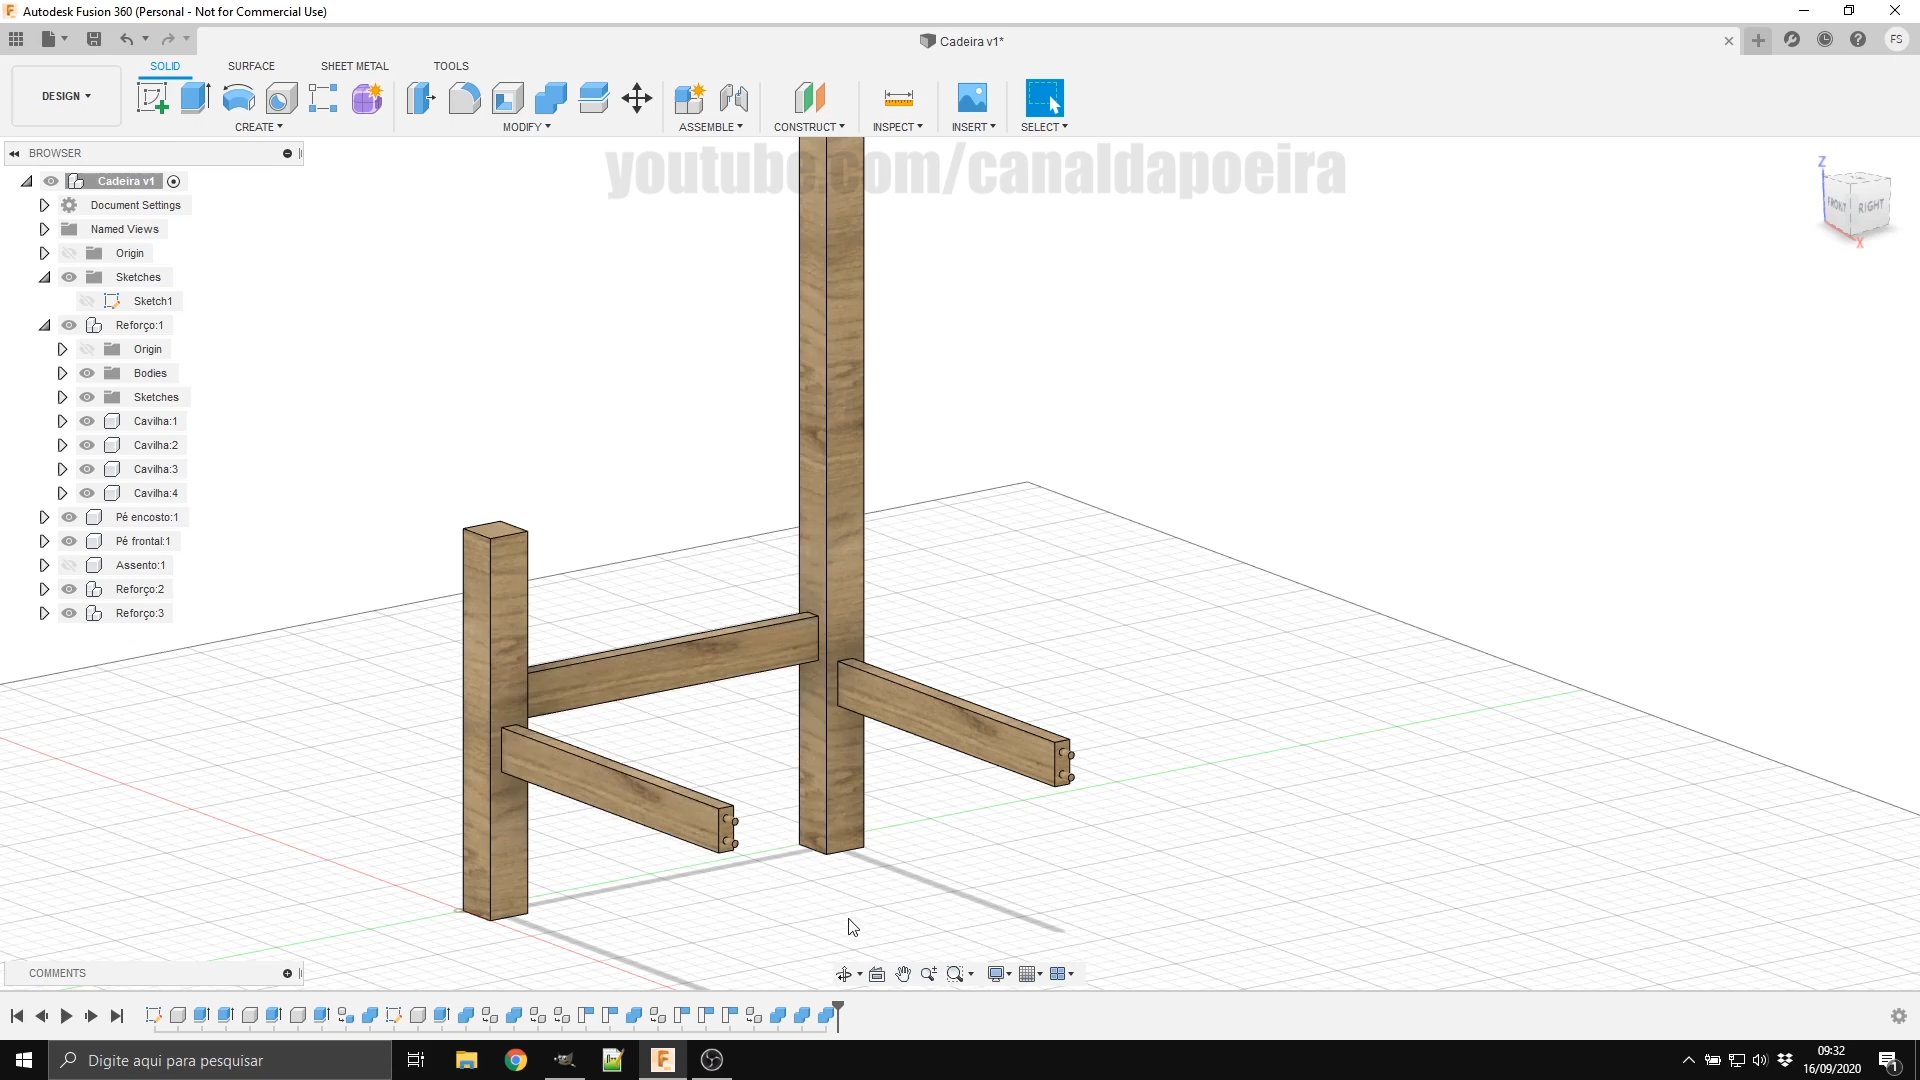 Autodesk Fusion 360 (Personal - Not for Commercial Use)
Cadeira v1*
FS
SOLID SURFACE SHEET METAL TOOLS
DESIGN
CREATE MODIFY ASSEMBLE CONSTRUCT INSPECT INSERT SELECT
BROWSER
youtube.com/canaldapoeira
Z
FRONT RIGHT
X
Cadeira v1
Document Settings
Named Views
Origin
Sketches
Sketch1
Reforço:1
Origin
Bodies
Sketches
Cavilha:1
Cavilha:2
Cavilha:3
Cavilha:4
Pé encosto:1
Pé frontal:1
Assento:1
Reforço:2
Reforço:3
COMMENTS
Digite aqui para pesquisar
09:32
16/09/2020
1